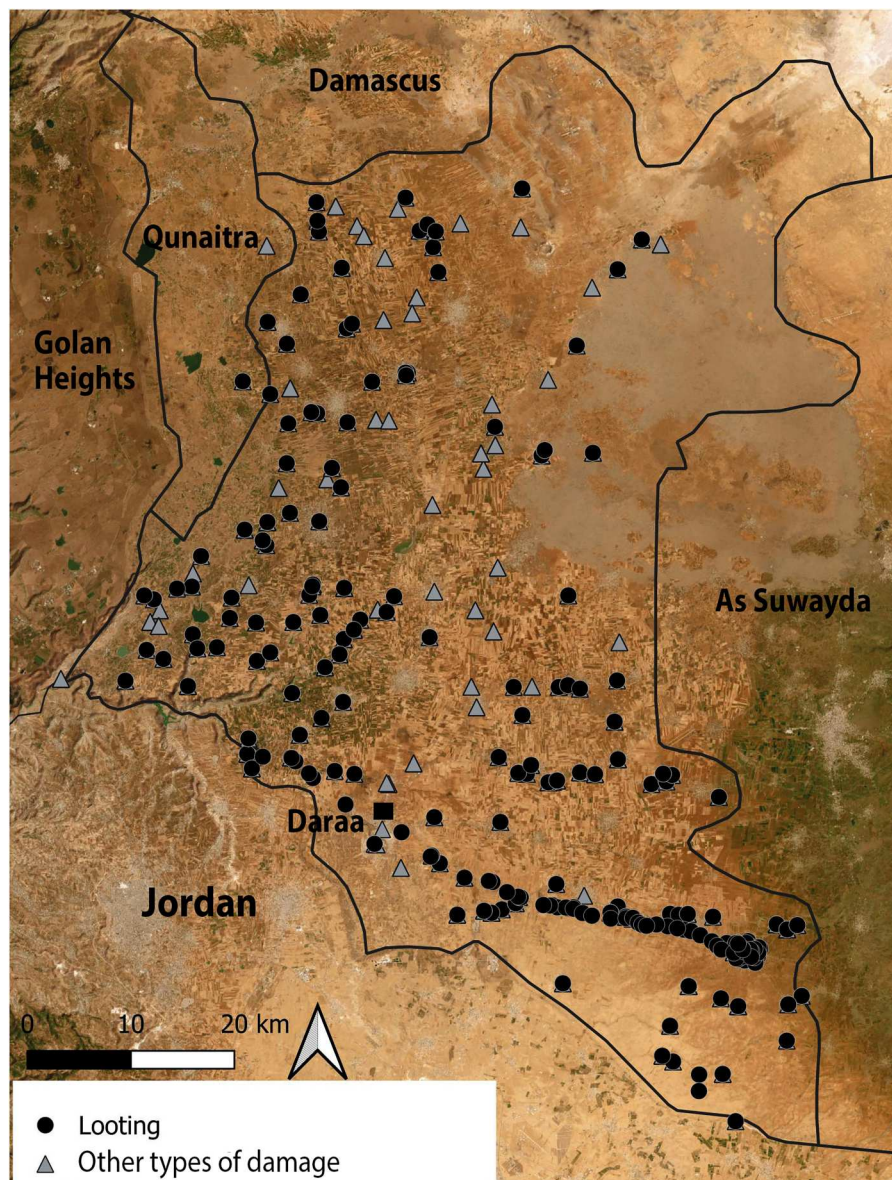 Damascus
Qunaitra
Golan
Heights
As Suwayda
Daraa
Jordan
0 10 20 km
Looting
Other types of damage